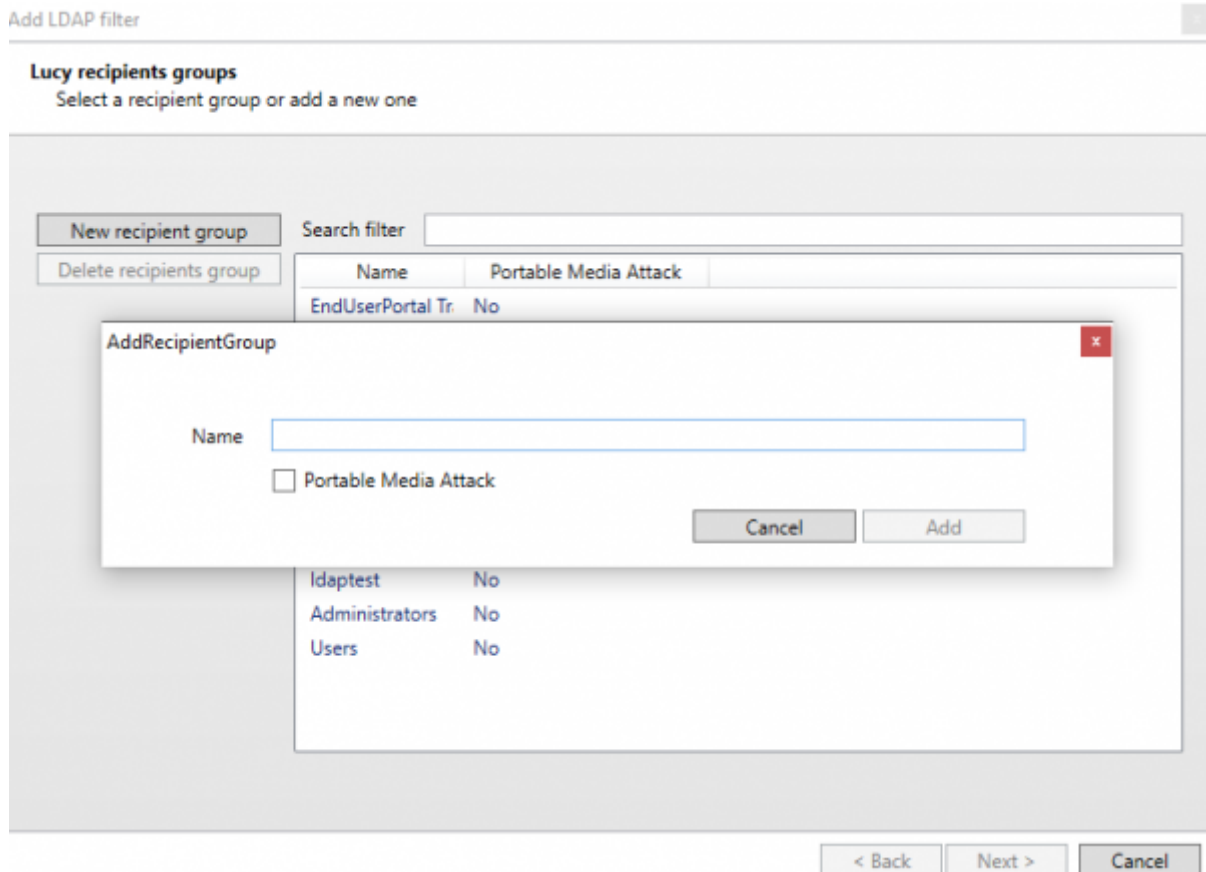 Add LDAP filter
x
Lucy recipients groups
Select a recipient group or add a new one
New recipient group
Search filter
Delete recipients group
Name Portable Media Attack
EndUserPortal Tr No
AddRecipientGroup
x
Name
Portable Media Attack
Cancel Add
ldaptest No
Administrators No
Users No
< Back Next > Cancel